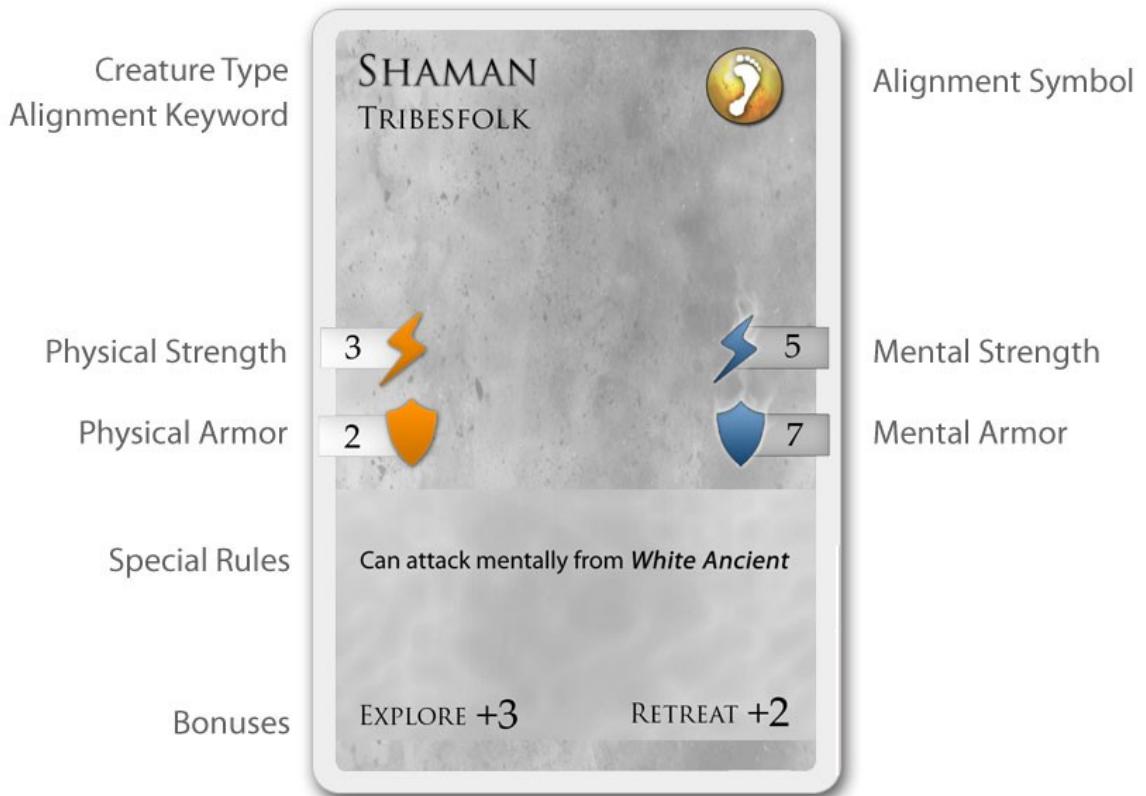 Creature Type
Alignment Keyword
SHAMAN
TRIBESFOLK
Alignment Symbol
Physical Strength
3
5
Mental Strength
Physical Armor
2
7
Mental Armor
Special Rules
Can attack mentally from White Ancient
Bonuses
EXPLORE +3
RETREAT +2